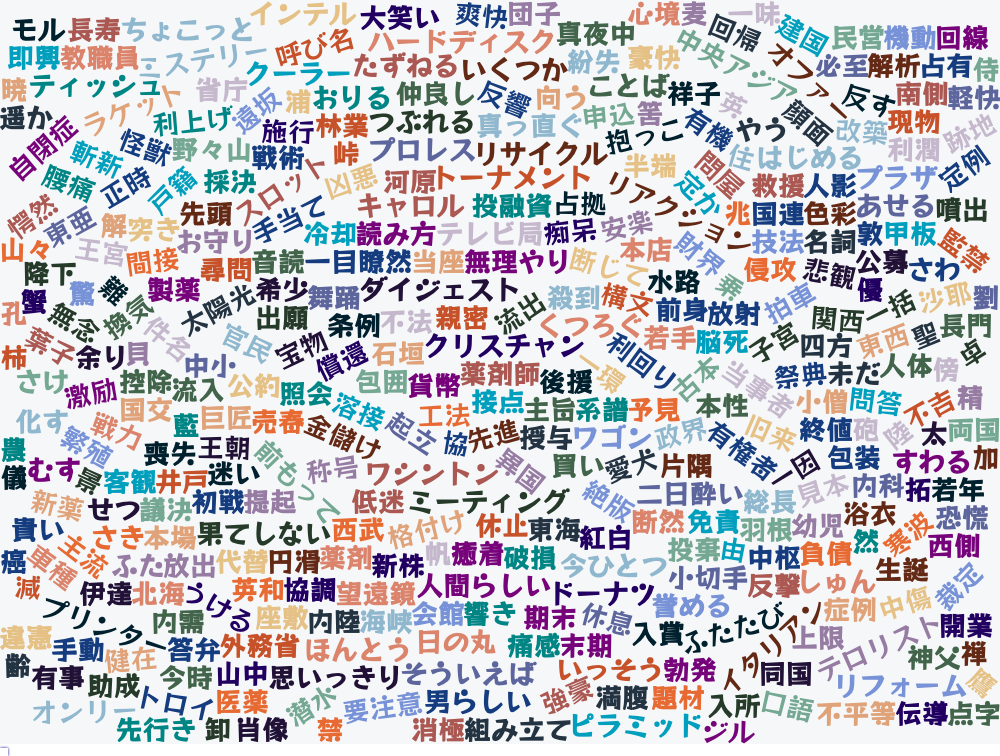 モル 長寿 ちょこっと インテル 大笑い 爽快 団子 心境 麦 一味
即興 教職員 ミステリー 呼び名 ハードディスク 真夜中 中央アジア 回帰 建国 民営 機動 回線
暁 ティッシュ 省庁 クーラー たずねる いくつか 紛失 豪快 オファー 必至 解析 占有 侍
遥か ラケット 利上げ 遠坂 浦 おりる 仲良し 反響 向う ことば 祥子 英 顔面 反す 南側 軽快
自閉症 怪獣 野々山 施行 林業 つぶれる 真っ直ぐ 申込 筈 抱っこ 有機 やう 改築 現物 跡地
斬新 戦術 峠 プロレス リサイクル 半端 問屋 住 はじめる 利潤 定例
腰痛 正時 戸籍 採決 スロット 凶悪 河原 トーナメント リアクション 定か 救援 人影 プラザ
愕然 東亜 解 突き 先頭 手当て キャロル 投融資 占拠 安楽 兆 国連 色彩 あせる 噴出
山々 王宮 間接 お守り 冷却 読み方 テレビ局 痴呆 本店 財界 技法 名詞 敦 甲板 監禁
降下 驚 難 製薬 尋問 音読 一目瞭然 当座 無理やり 断じて 水路 乗 侵攻 悲観 公募 さわ
孔 蟹 無念 換気 件名 太陽光 希少 舞踊 ダイジェスト 殺到 構文 前身 放射 拍車 優 沙耶 劉
柿 葉子 官民 出願 条例 不法 親密 流出 くつろぐ 若手 脳死 子宮 関西 一括 東西 聖 長門
余り 貝 中小 宝物 償還 石垣 クリスチャン 一環 利回り 四方 卓
さけ 激励 控除 流入 公約 照会 包囲 貨幣 薬剤師 後援 古本 当事者 祭典 未だ 人体 傍
化す 国交 藍 巨匠 売春 溶接 工法 接点 主旨 系譜 予見 本性 小僧 問答 不吉 精
農 繁殖 戦力 喪失 王朝 金儲け 起立 協 先進 授与 ワゴン 政界 有権者 旧来 終値 砲 陸 太 両国
儀 むす 景 客観 井戸 迷い 前もって 称号 ワシントン 異国 買い 愛犬 片隅 一因 包装 すわる 加
新薬 せつ 議決 初戦 提起 低迷 ミーティング 絶版 二日酔い 総長 見本 内科 拓 若年
貴い さき 本場 果てしない 西武 格付け 休止 東海 紅白 断然 免責 羽根 幼児 浴衣 恐慌
癌 主流 ふた 放出 代替 円滑 薬剤 新株 帆 癒着 破損 今ひとつ 投棄 由 中枢 負債 然 寒波 西側
減 車種 伊達 北海 うける 英和 協調 望遠鏡 人間らしい ドーナツ 小切手 反撃 しゅん 生誕
プリンター 内需 座敷 内陸 海峡 会館 響き 期末 休息 誉める イタリアン 症例 中傷 裁定
違憲 手動 健在 答弁 外務省 ほんとう 日の丸 痛感 末期 入賞 ふたたび 上限 テロリスト 開業
齢 有事 助成 今時 山中 思いっきり そういえば いっそう 勃発 同国 神父 禅
オンリー トロイ 医薬 潜水 要注意 男らしい 強豪 満腹 題材 入所 口語 リフォーム 鷹
先行き 卸 肖像 禁 消極 組み立て ピラミッド ジル 不平等 伝導 点字